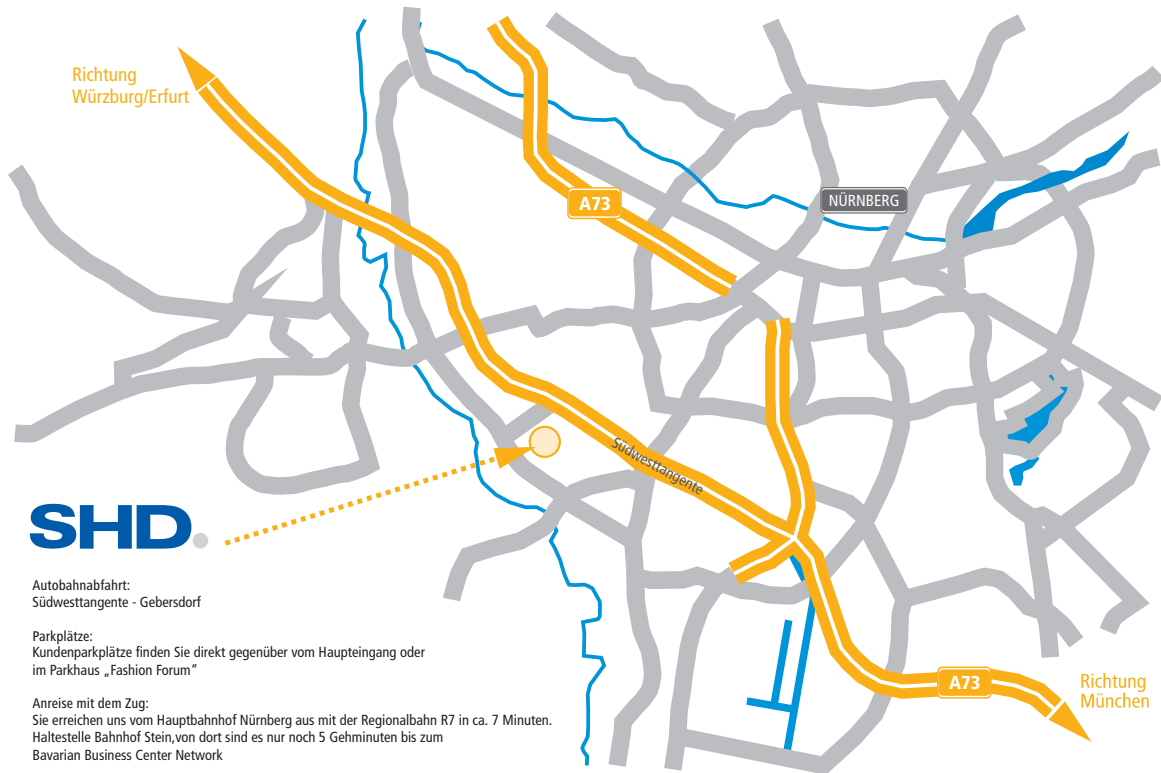 Richtung
Würzburg/Erfurt
A73
NÜRNBERG
Südwesttangente
SHD
Autobahnabfahrt:
Südwesttangente - Gebersdorf
Parkplätze:
Kundenparkplätze finden Sie direkt gegenüber vom Haupteingang oder
im Parkhaus „Fashion Forum“
Anreise mit dem Zug:
Sie erreichen uns vom Hauptbahnhof Nürnberg aus mit der Regionalbahn R7 in ca. 7 Minuten.
Haltestelle Bahnhof Stein,von dort sind es nur noch 5 Gehminuten bis zum
Bavarian Business Center Network
A73
Richtung
München